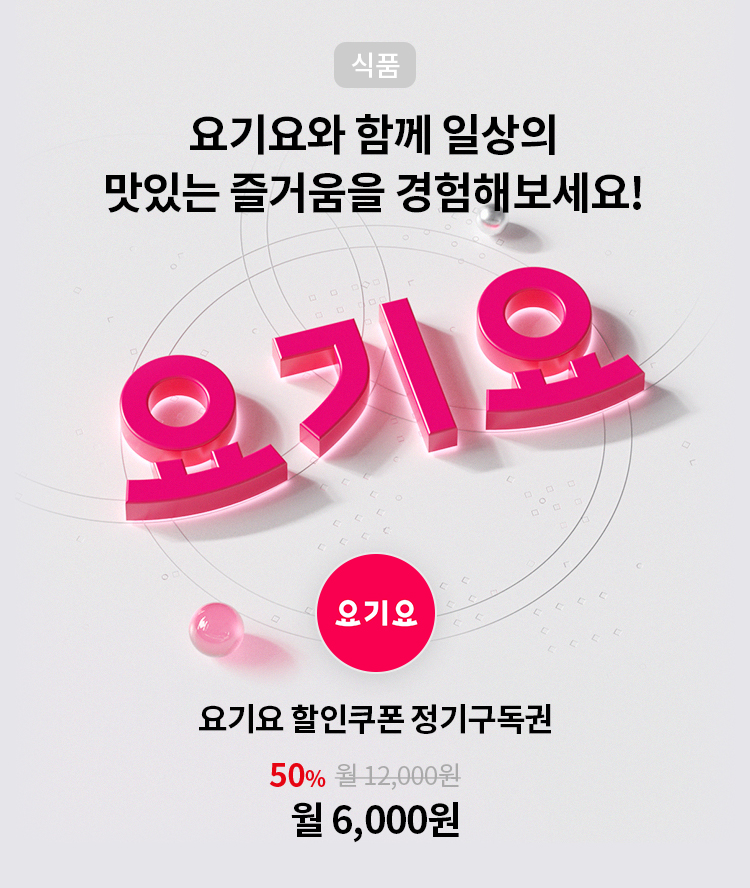 식품
요기요와 함께 일상의
맛있는 즐거움을 경험해보세요!
요기요
요기요
요기요 할인쿠폰 정기구독권
50% 월 12,000원
월 6,000원